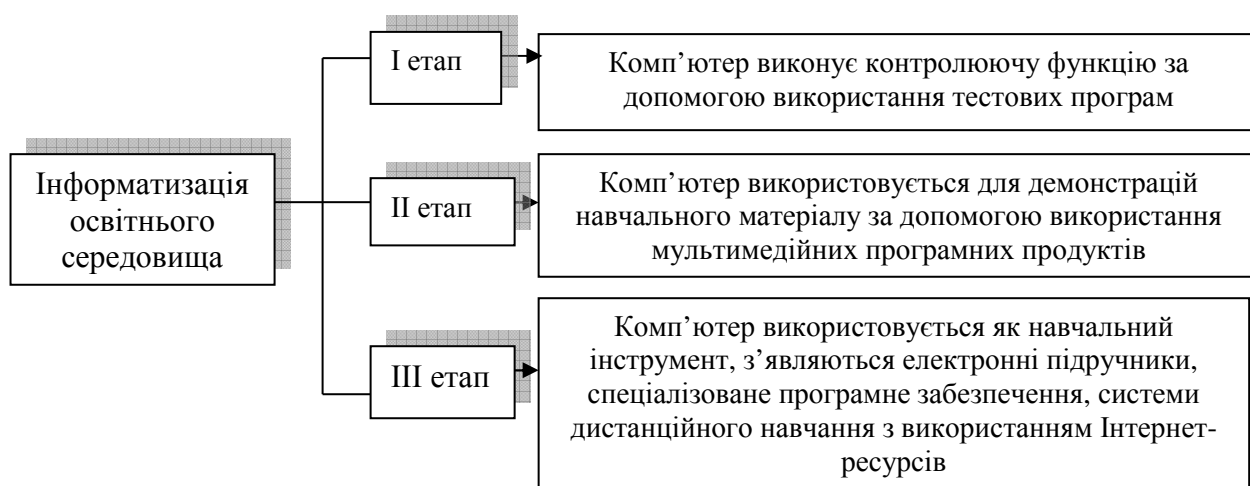 Інформатизація
освітнього
середовища
І етап
Комп’ютер виконує контролюючу функцію за
допомогою використання тестових програм
ІІ етап
Комп’ютер використовується для демонстрацій
навчального матеріалу за допомогою використання
мультимедійних програмних продуктів
ІІІ етап
Комп’ютер використовується як навчальний
інструмент, з’являються електронні підручники,
спеціалізоване програмне забезпечення, системи
дистанційного навчання з використанням Інтернет-
ресурсів